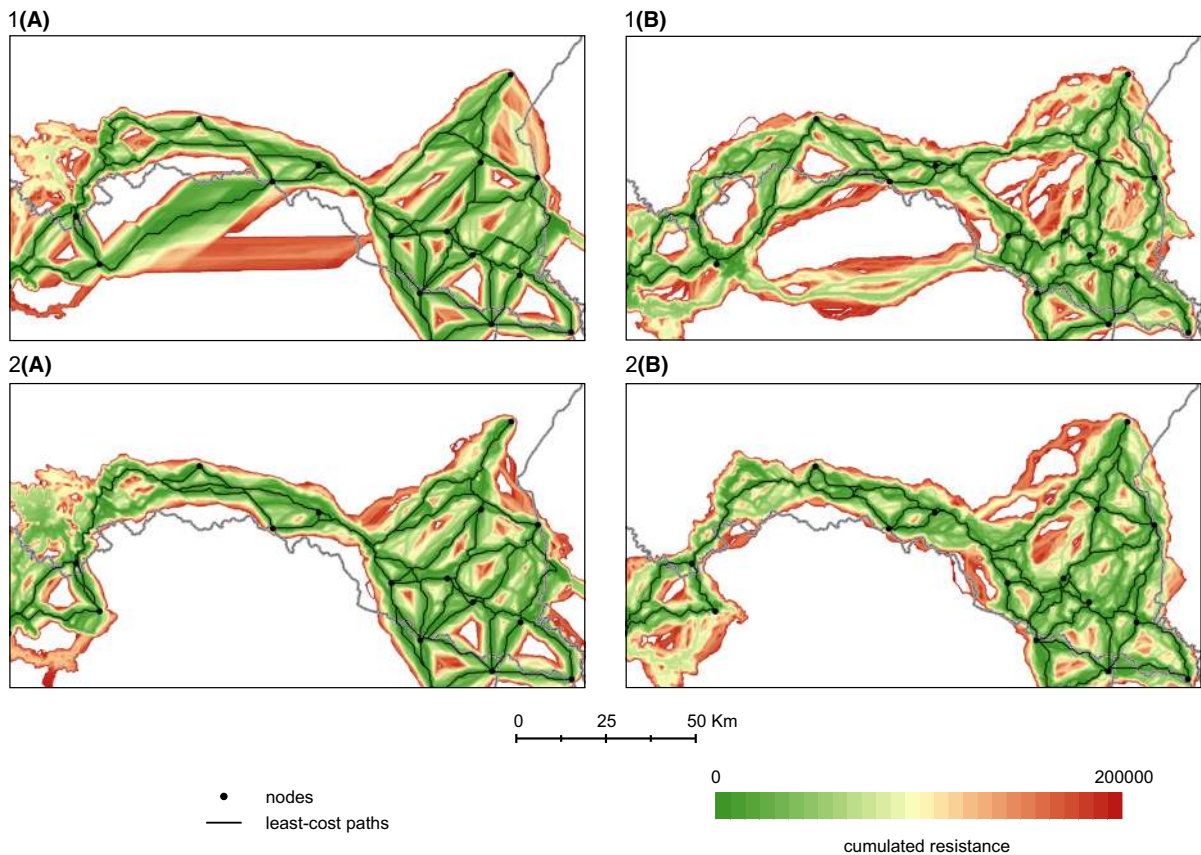 1(A)
1(B)
2(A)
2(B)
0 25 50 Km
nodes
least-cost paths
0 200000
cumulated resistance